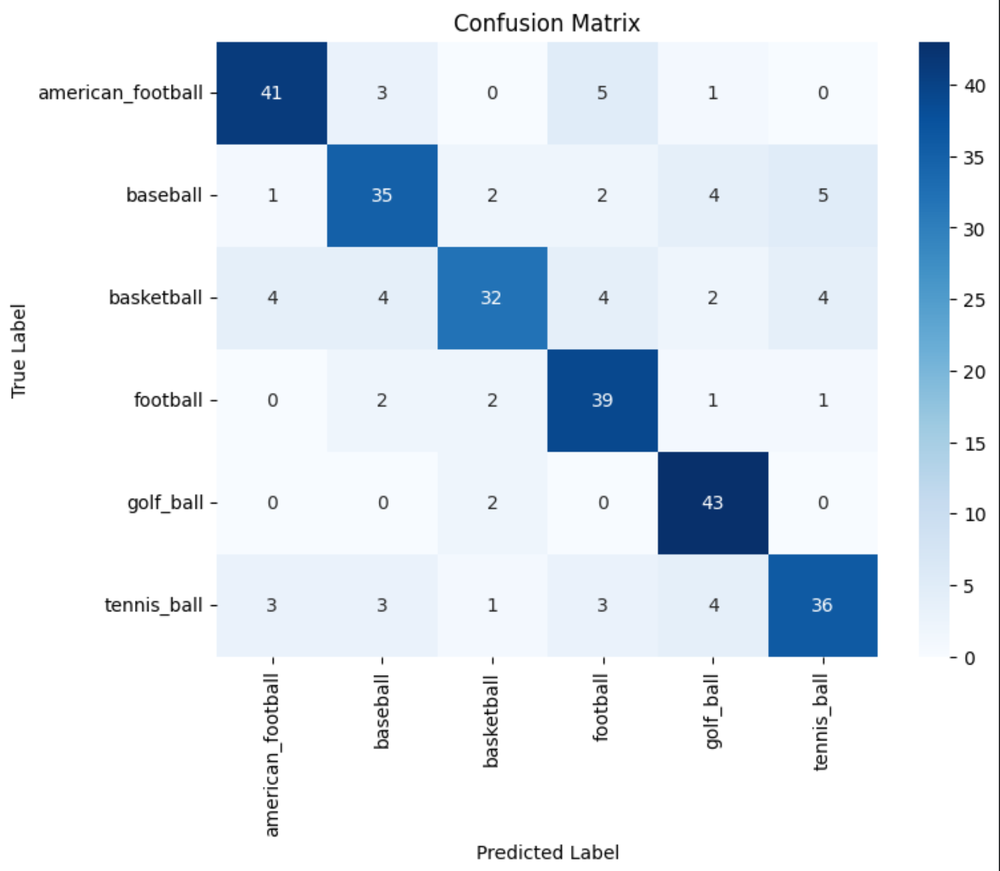 Confusion Matrix
american_football 41 3 0 5 1 0
baseball 1 35 2 2 4 5
basketball 4 4 32 4 2 4
football 0 2 2 39 1 1
golf_ball 0 0 2 0 43 0
tennis_ball 3 3 1 3 4 36
True Label
american_football
baseball
basketball
football
golf_ball
tennis_ball
Predicted Label
40
35
30
25
20
15
10
5
0